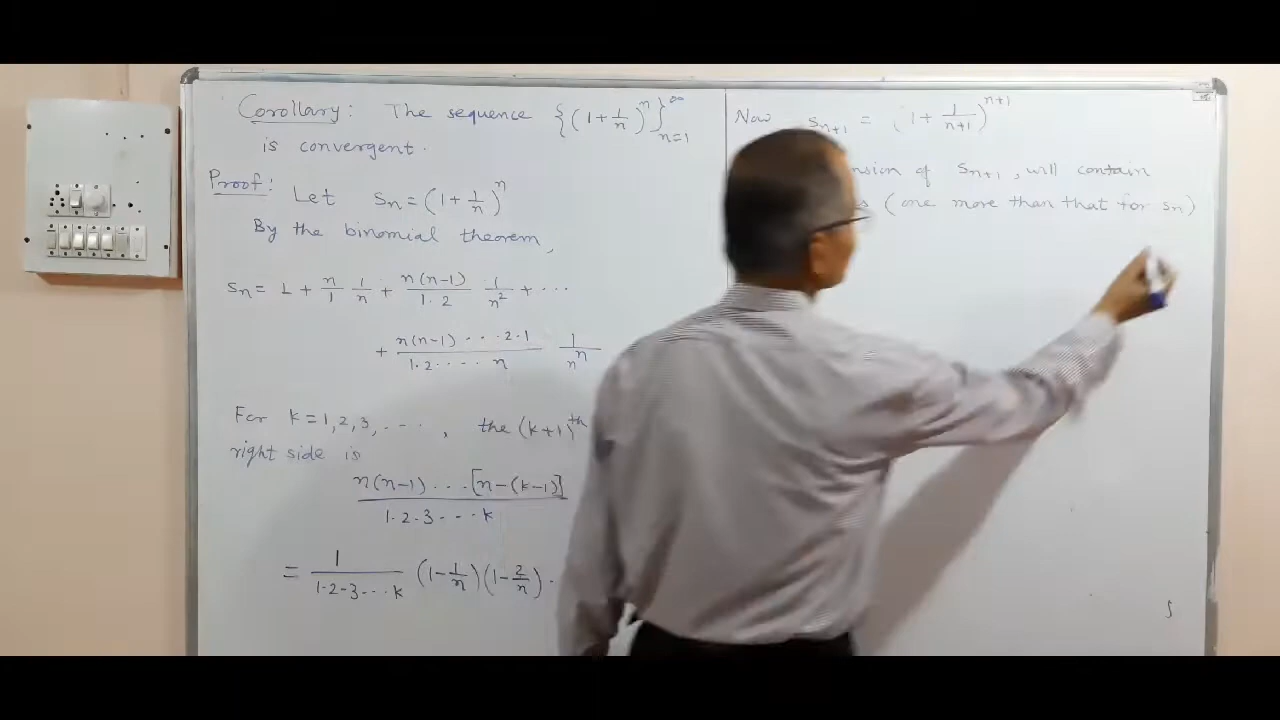 Corollary: The sequence {(1+1/n)^n}_{n=1}^∞
is convergent.
Proof: Let s_n = (1+1/n)^n
By the binomial theorem,
s_n = 1 + n/1 1/n + n(n-1)/1.2 1/n^2 + ...
+ n(n-1)...2.1/1.2.... n 1/n^n
For k=1,2,3,...., the (k+1)^th
right side is
n(n-1)....[n-(k-1)]/1.2.3...k
= 1/1.2-3...k (1-1/n)(1-2/n).
Now s_{n+1} = (1+1/(n+1))^{n+1}
of s_{n+1}, will contain
(one more than that for s_n)